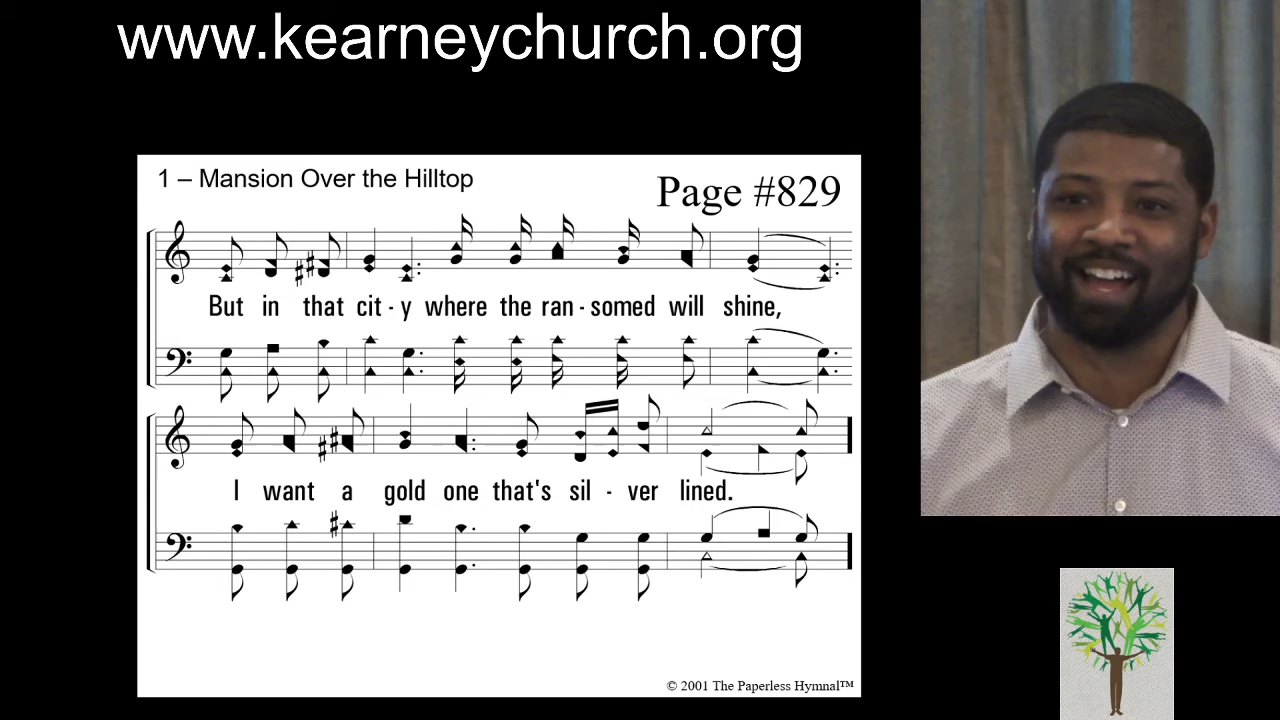 www.kearneychurch.org
1 – Mansion Over the Hilltop
Page #829
But in that cit - y where the ran - somed will shine,
I want a gold one that's sil - ver lined.
© 2001 The Paperless Hymnal™